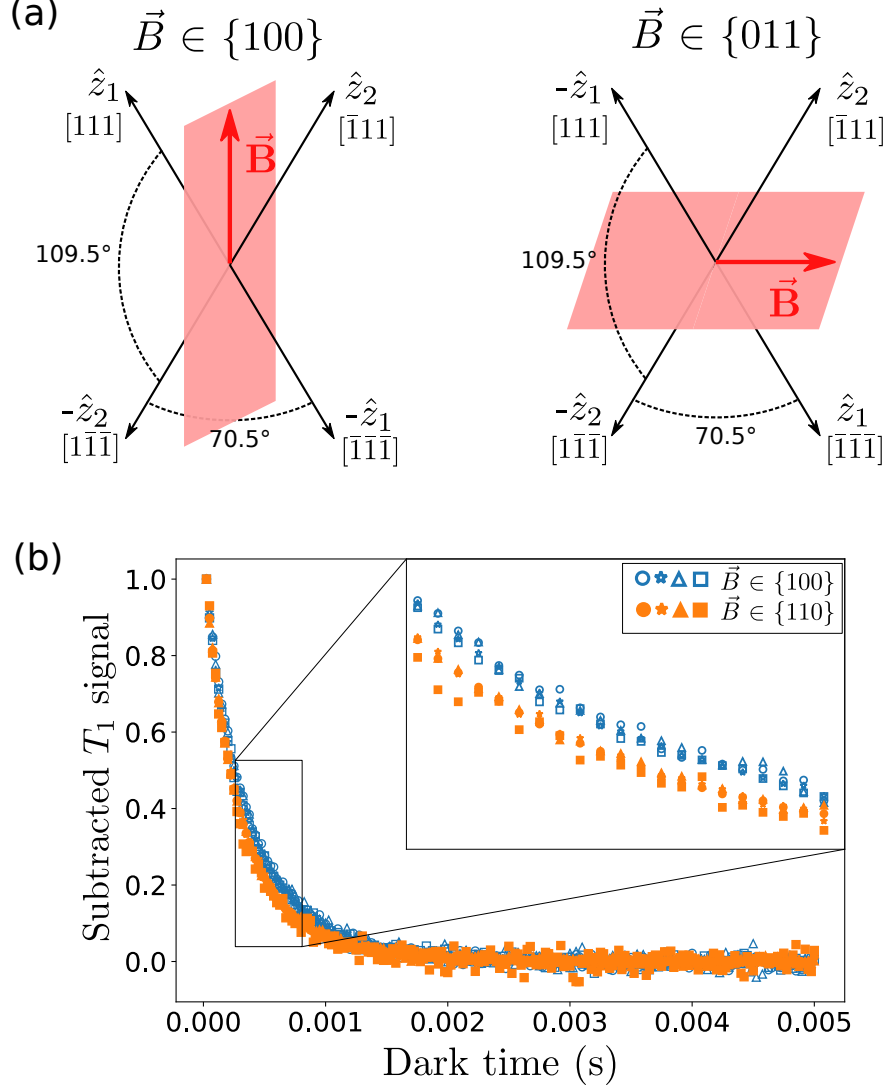 (a)
B⃗ ∈ {100}
B⃗ ∈ {011}
ẑ₁
[111]
ẑ₂
[1̄11]
B⃗
109.5°
-ẑ₂
[11̄1̄]
70.5°
-ẑ₁
[1̄1̄1̄]
-ẑ₁
[111]
ẑ₂
[1̄11]
109.5°
B⃗
-ẑ₂
[11̄1̄]
70.5°
ẑ₁
[1̄1̄1̄]
(b)
B⃗ ∈ {100}
B⃗ ∈ {110}
Subtracted T₁ signal
1.0
0.8
0.6
0.4
0.2
0.0
0.000
0.001
0.002
0.003
0.004
0.005
Dark time (s)